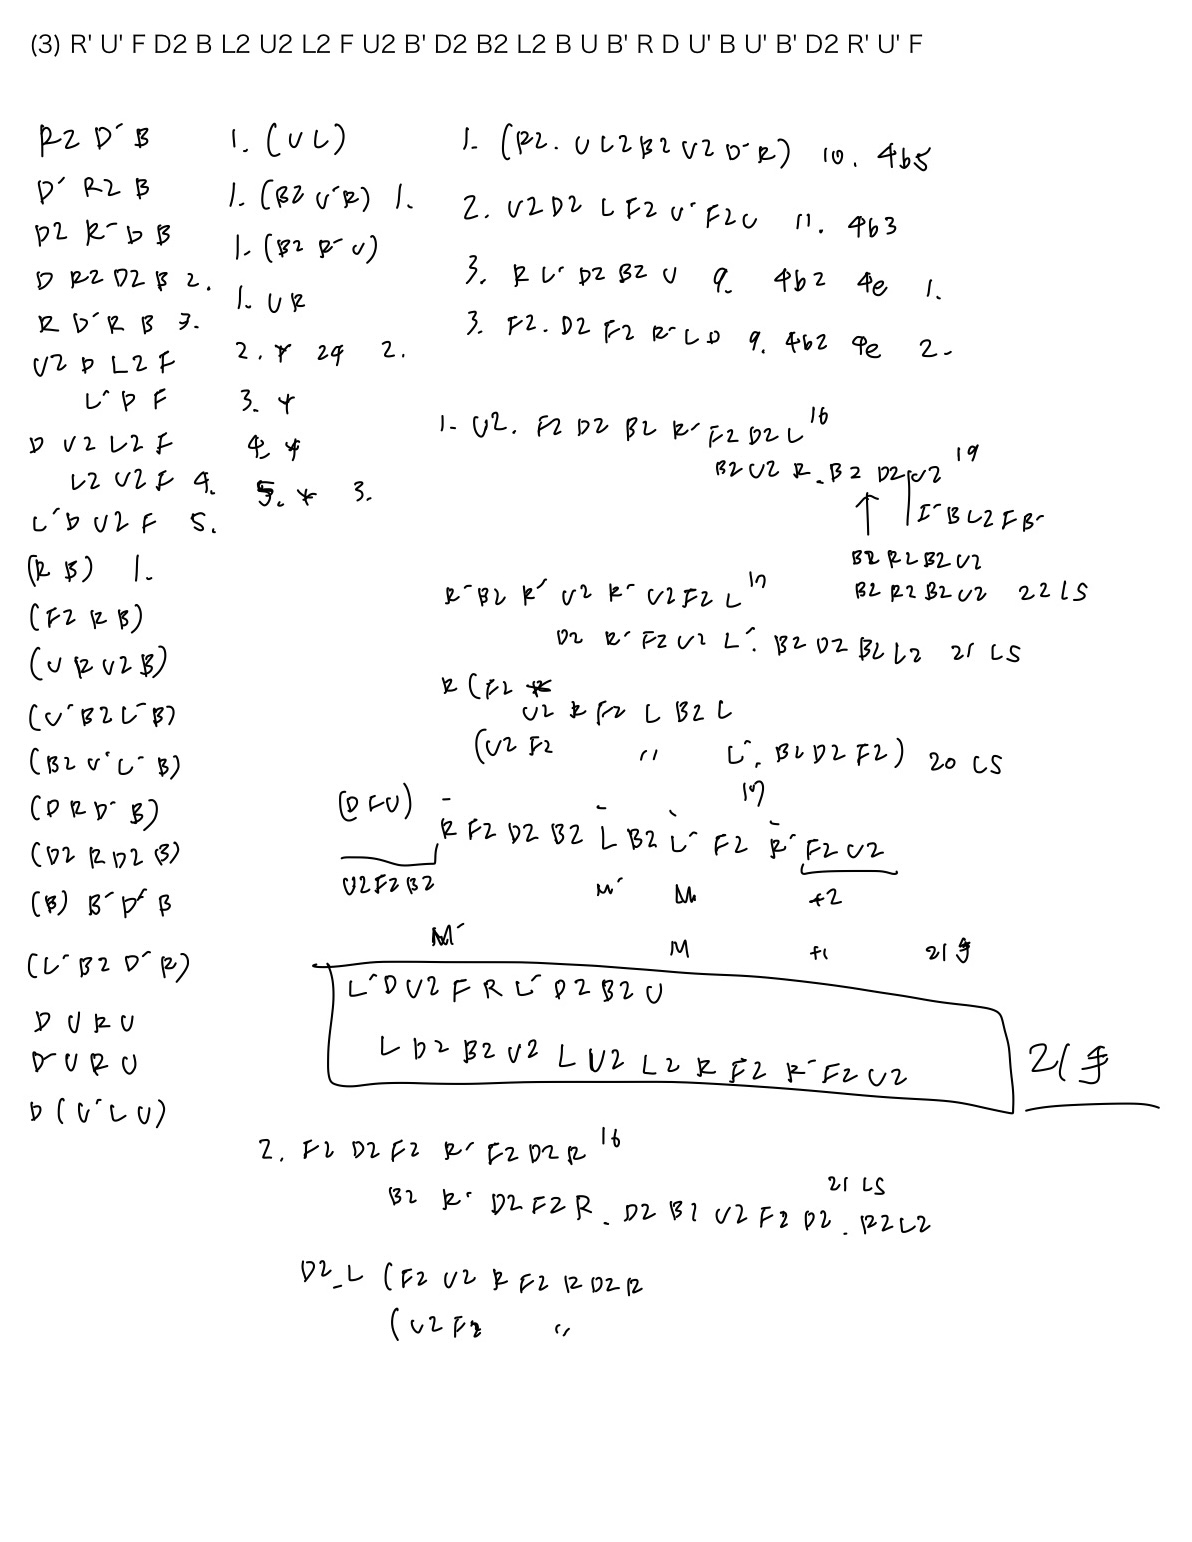 (3) R' U' F D2 B L2 U2 L2 F U2 B' D2 B2 L2 B U B' R D U' B U' B' D2 R' U' F
R2 D' B
D' R2 B
D2 R' D B
D R2 D2 B 2.
R D' R B 3.
U2 D L2 F
L' D F
D U2 L2 F
L2 U2 F 4.
L' D U2 F 5.
(R B) 1.
(F2 R B)
(U R U2 B)
(U' B2 L' B)
(B2 U' L' B)
(D R D' B)
(D2 R D2 B)
(B) B' D' B
(L' B2 D' R)
D U R U
D' U R U
D (U' L U)
1. (U L)
1. (B2 U' R) 1.
1. (B2 R' U)
1. U R
2. 2.
3.
4.
5. 3.
1. (R2. U L2 B2 U2 D' R) 10. 4b5
2. U2 D2 L F2 U' F2 U 11. 4b3
3. R L' D2 B2 U 9. 4b2 4e 1.
3. F2. D2 F2 R' L D 9. 4b2 4e 2.
1. U2. F2 D2 B2 R' F2 D2 L 16
B2 U2 R . B2 D2 U2 19
B L2 F B'
B2 R2 B2 U2
B2 R2 B2 U2 22 LS
R' B2 R' U2 R' U2 F2 L 17
D2 R' F2 U2 L'. B2 D2 B2 L2 21 LS
R (F2
U2 R F2 L B2 L
(U2 F2 〃 L'. B2 D2 F2) 20 LS
(D F U)
R F2 D2 B2 L B2 L' F2 R' F2 U2 17
U2 F2 B2
M' M +2
M' M +1 21手
L' D U2 F R L' D2 B2 U
L D2 B2 U2 L U2 L2 R F2 R' F2 U2
21手
2. F2 D2 F2 R' F2 D2 R 16
B2 R' D2 F2 R . D2 B2 U2 F2 D2 . R2 L2 21 LS
D2 L (F2 U2 R F2 R D2 R
(U2 F2 〃